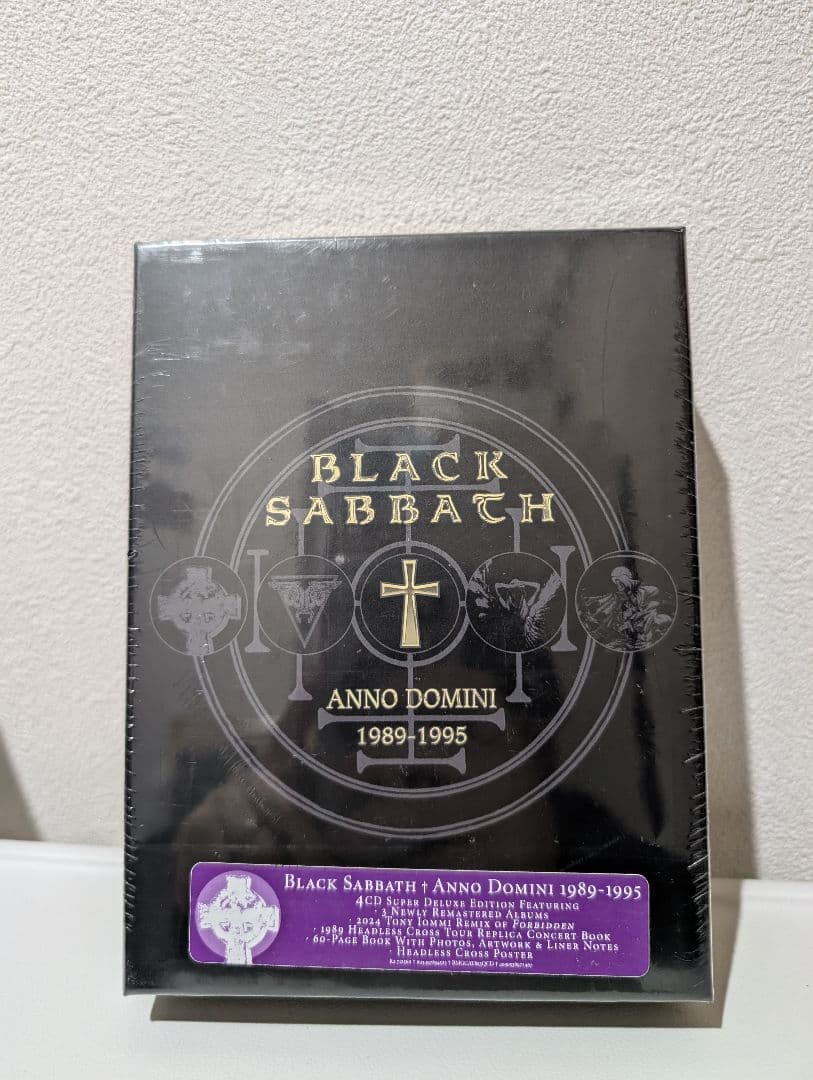 BLACK
SABBATH
ANNO DOMINI
1989-1995
BLACK SABBATH † ANNO DOMINI 1989-1995
4CD SUPER DELUXE EDITION FEATURING
· 3 NEWLY REMASTERED ALBUMS
· 2024 TONY IOMMI REMIX OF FORBIDDEN
· 1989 HEADLESS CROSS TOUR REPLICA CONCERT BOOK
· 60-PAGE BOOK WITH PHOTOS, ARTWORK & LINER NOTES
· HEADLESS CROSS POSTER